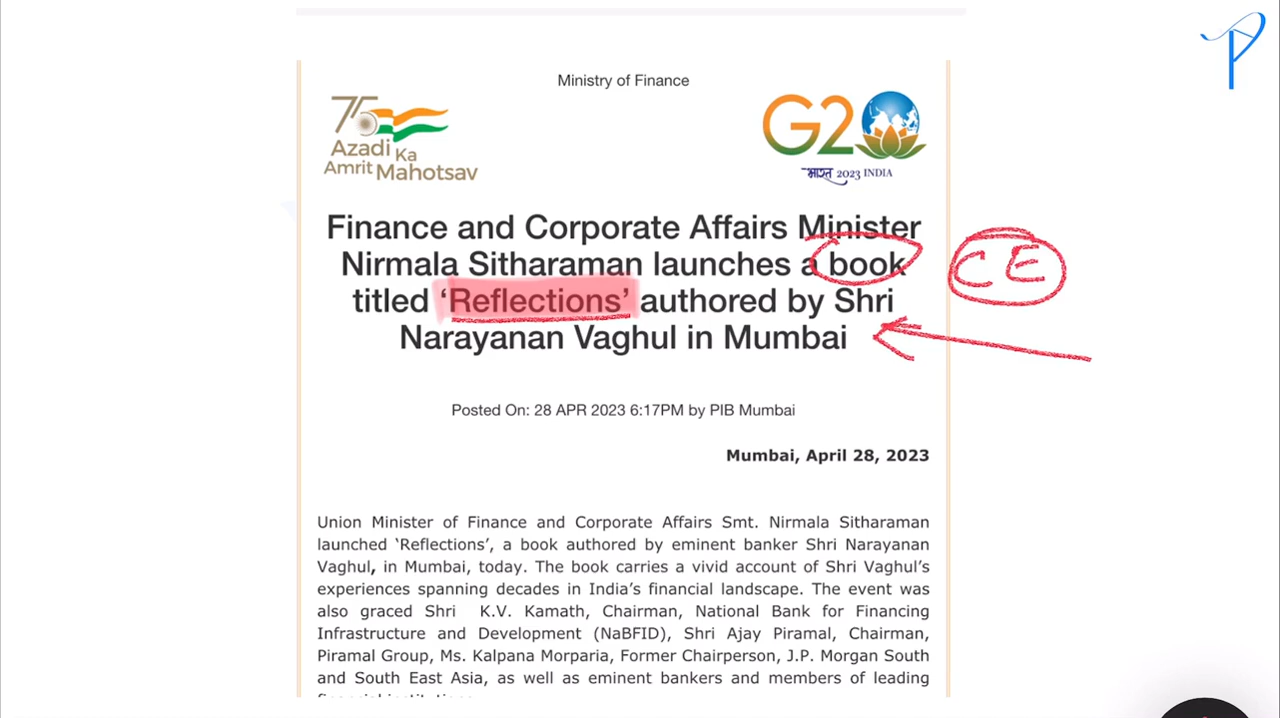 Ministry of Finance
75
Azadi Ka
Amrit Mahotsav
G20
भारत 2023 INDIA
Finance and Corporate Affairs Minister
Nirmala Sitharaman launches a book
titled ‘Reflections’ authored by Shri
Narayanan Vaghul in Mumbai
CE
Posted On: 28 APR 2023 6:17PM by PIB Mumbai
Mumbai, April 28, 2023
Union Minister of Finance and Corporate Affairs Smt. Nirmala Sitharaman
launched ‘Reflections’, a book authored by eminent banker Shri Narayanan
Vaghul, in Mumbai, today. The book carries a vivid account of Shri Vaghul’s
experiences spanning decades in India’s financial landscape. The event was
also graced Shri K.V. Kamath, Chairman, National Bank for Financing
Infrastructure and Development (NaBFID), Shri Ajay Piramal, Chairman,
Piramal Group, Ms. Kalpana Morparia, Former Chairperson, J.P. Morgan South
and South East Asia, as well as eminent bankers and members of leading